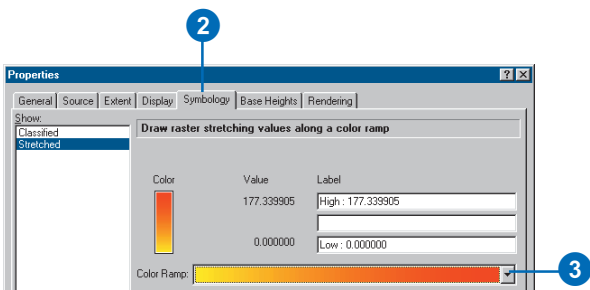 2
Properties
General Source Extent Display Symbology Base Heights Rendering
Show:
Classified
Stretched
Draw raster stretching values along a color ramp
Color Value Label
177.339905 High : 177.339905
0.000000 Low : 0.000000
Color Ramp:
3